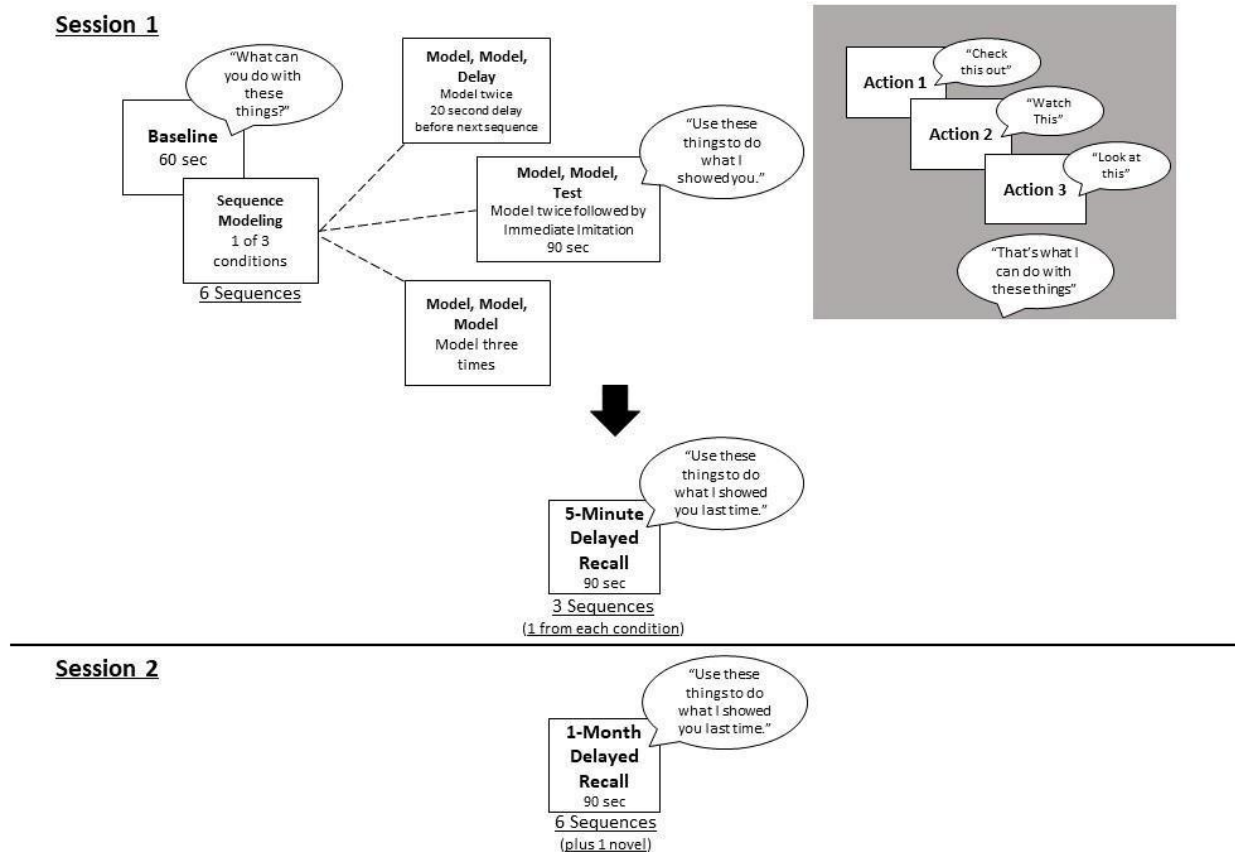 Session 1
"What can
you do with
these
things?"
Baseline
60 sec
Sequence
Modeling
1 of 3
conditions
6 Sequences
Model, Model,
Delay
Model twice
20 second delay
before next sequence
Model, Model,
Test
Model twice followed by
Immediate Imitation
90 sec
"Use these
things to do
what I
showed you."
Model, Model,
Model
Model three
times
Action 1
"Check
this out"
Action 2
"Watch
This"
Action 3
"Look at
this"
"That's what I
can do with
these things"
"Use these
things to do
what I showed
you last time."
5-Minute
Delayed
Recall
90 sec
3 Sequences
(1 from each condition)
Session 2
"Use these
things to do
what I showed
you last time."
1-Month
Delayed
Recall
90 sec
6 Sequences
(plus 1 novel)